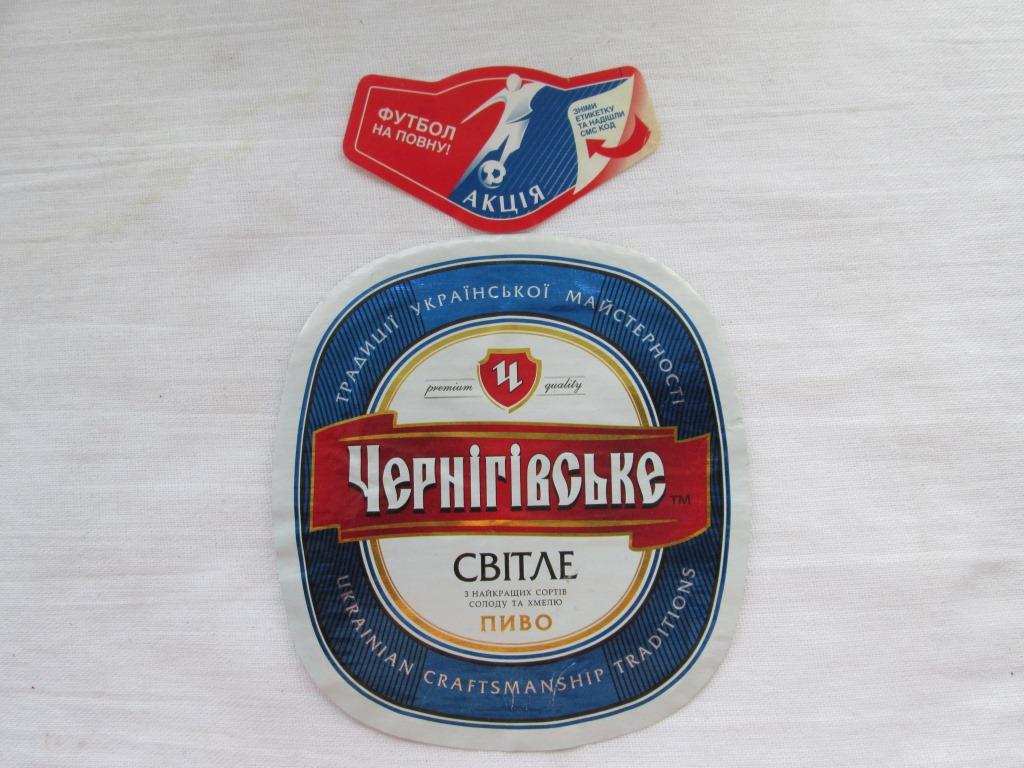 ФУТБОЛ
НА ПОВНУ!
ЗНІМИ
ЕТИКЕТКУ
ТА НАДІШЛИ
СМС КОД
АКЦІЯ
ТРАДИЦІЇ УКРАЇНСЬКОЇ МАЙСТЕРНОСТІ
Ч
premium quality
ЧЕРНІГІВСЬКЕ TM
СВІТЛЕ
З НАЙКРАЩИХ СОРТІВ
СОЛОДУ ТА ХМЕЛЮ
ПИВО
UKRAINIAN CRAFTSMANSHIP TRADITIONS